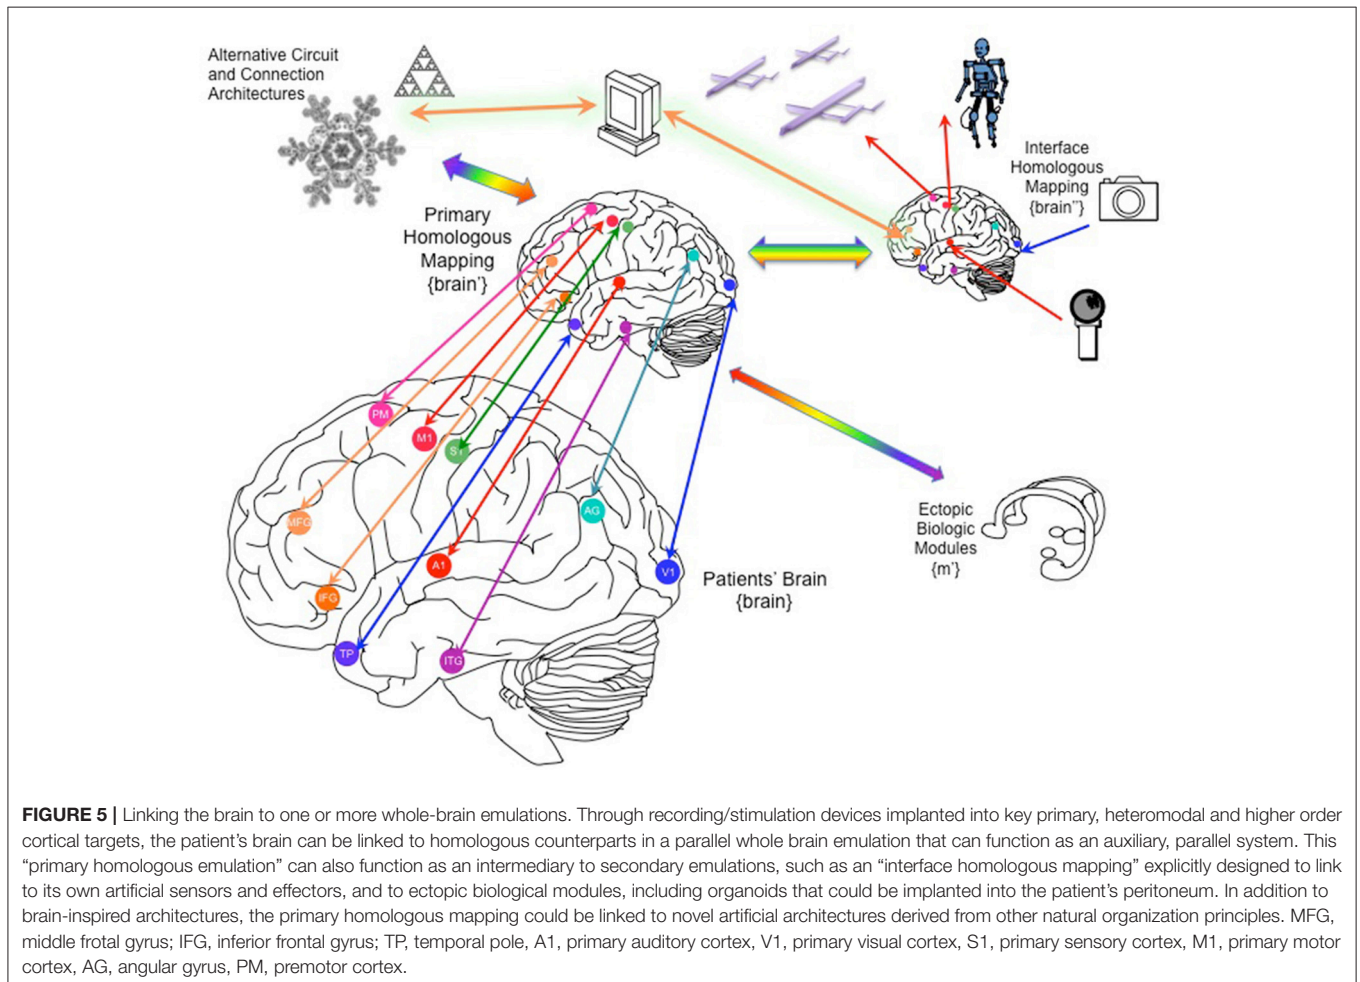 Alternative Circuit
and Connection
Architectures
Interface
Homologous
Mapping
{brain''}
Primary
Homologous
Mapping
{brain'}
PM
M1
S1
MFG
AG
A1
V1
IFG
TP
ITG
Patients' Brain
{brain}
Ectopic
Biologic
Modules
{m'}
FIGURE 5 | Linking the brain to one or more whole-brain emulations. Through recording/stimulation devices implanted into key primary, heteromodal and higher order
cortical targets, the patient's brain can be linked to homologous counterparts in a parallel whole brain emulation that can function as an auxiliary, parallel system. This
"primary homologous emulation" can also function as an intermediary to secondary emulations, such as an "interface homologous mapping" explicitly designed to link
to its own artificial sensors and effectors, and to ectopic biological modules, including organoids that could be implanted into the patient's peritoneum. In addition to
brain-inspired architectures, the primary homologous mapping could be linked to novel artificial architectures derived from other natural organization principles. MFG,
middle frotal gyrus; IFG, inferior frontal gyrus; TP, temporal pole, A1, primary auditory cortex, V1, primary visual cortex, S1, primary sensory cortex, M1, primary motor
cortex, AG, angular gyrus, PM, premotor cortex.